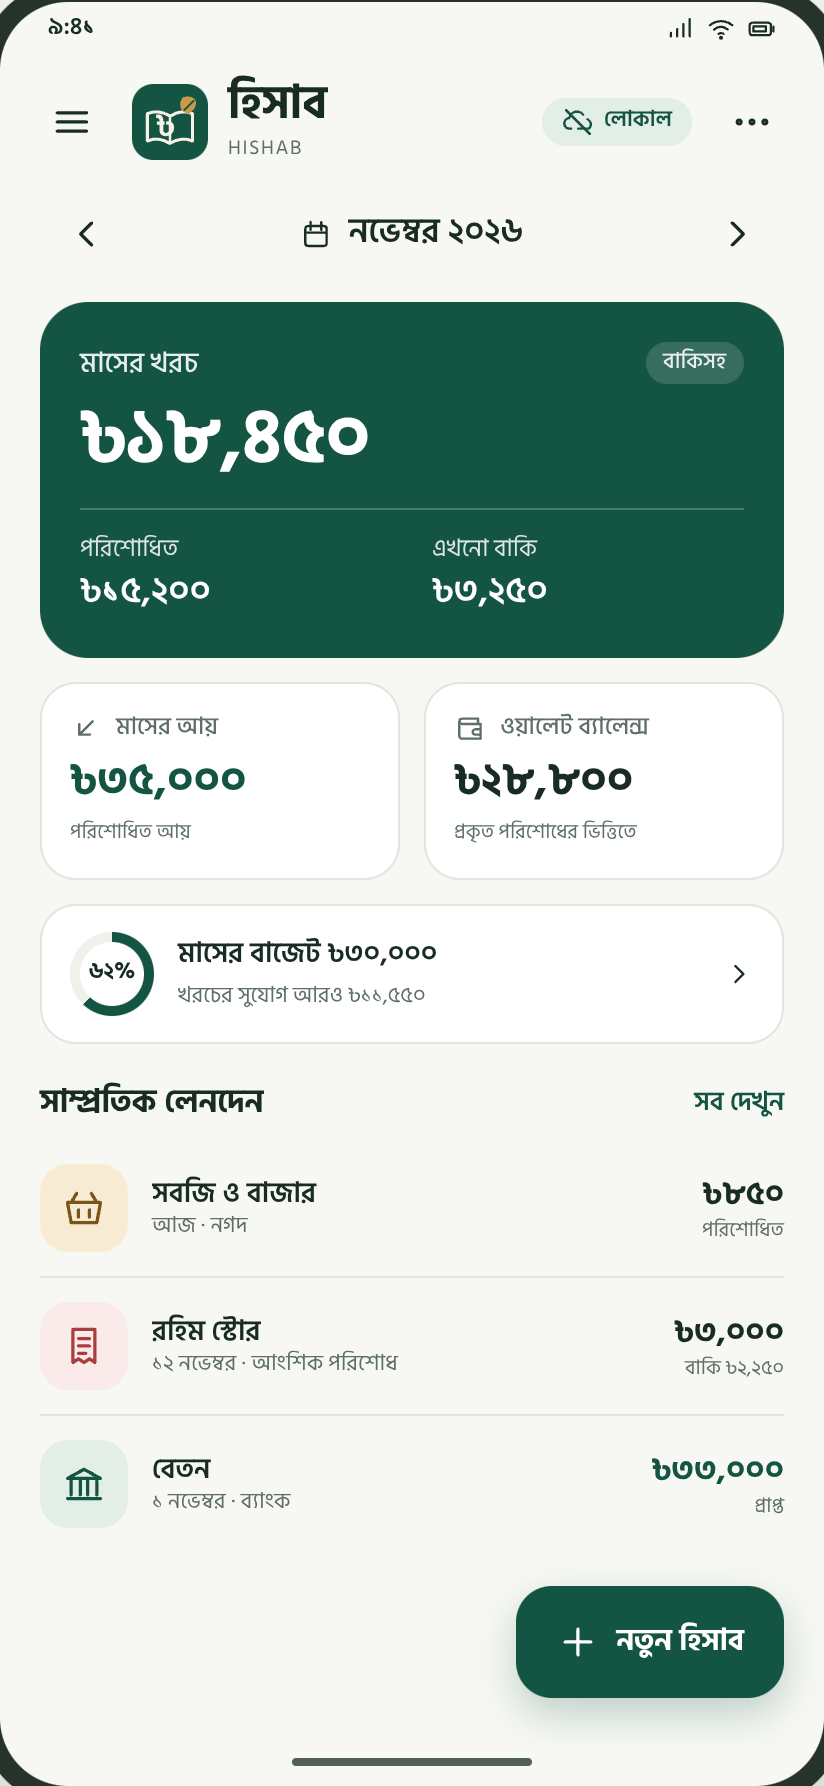 ৯:৪১
হিসাব
HISHAB
লোকাল
নভেম্বর ২০২৬
মাসের খরচ
বাকিসহ
৳১৮,৪৫০
পরিশোধিত
এখনো বাকি
৳১৫,২০০
৳৩,২৫০
মাসের আয়
ওয়ালেট ব্যালেন্স
৳৩৫,০০০
৳২৮,৮০০
পরিশোধিত আয়
প্রকৃত পরিশোধের ভিত্তিতে
৬২%
মাসের বাজেট ৳৩০,০০০
খরচের সুযোগ আরও ৳১১,৫৫০
সাম্প্রতিক লেনদেন
সব দেখুন
সবজি ও বাজার
৳৮৫০
আজ · নগদ
পরিশোধিত
রহিম স্টোর
৳৩,০০০
১২ নভেম্বর · আংশিক পরিশোধ
বাকি ৳২,২৫০
বেতন
৳৩৩,০০০
১ নভেম্বর · ব্যাংক
প্রাপ্ত
নতুন হিসাব